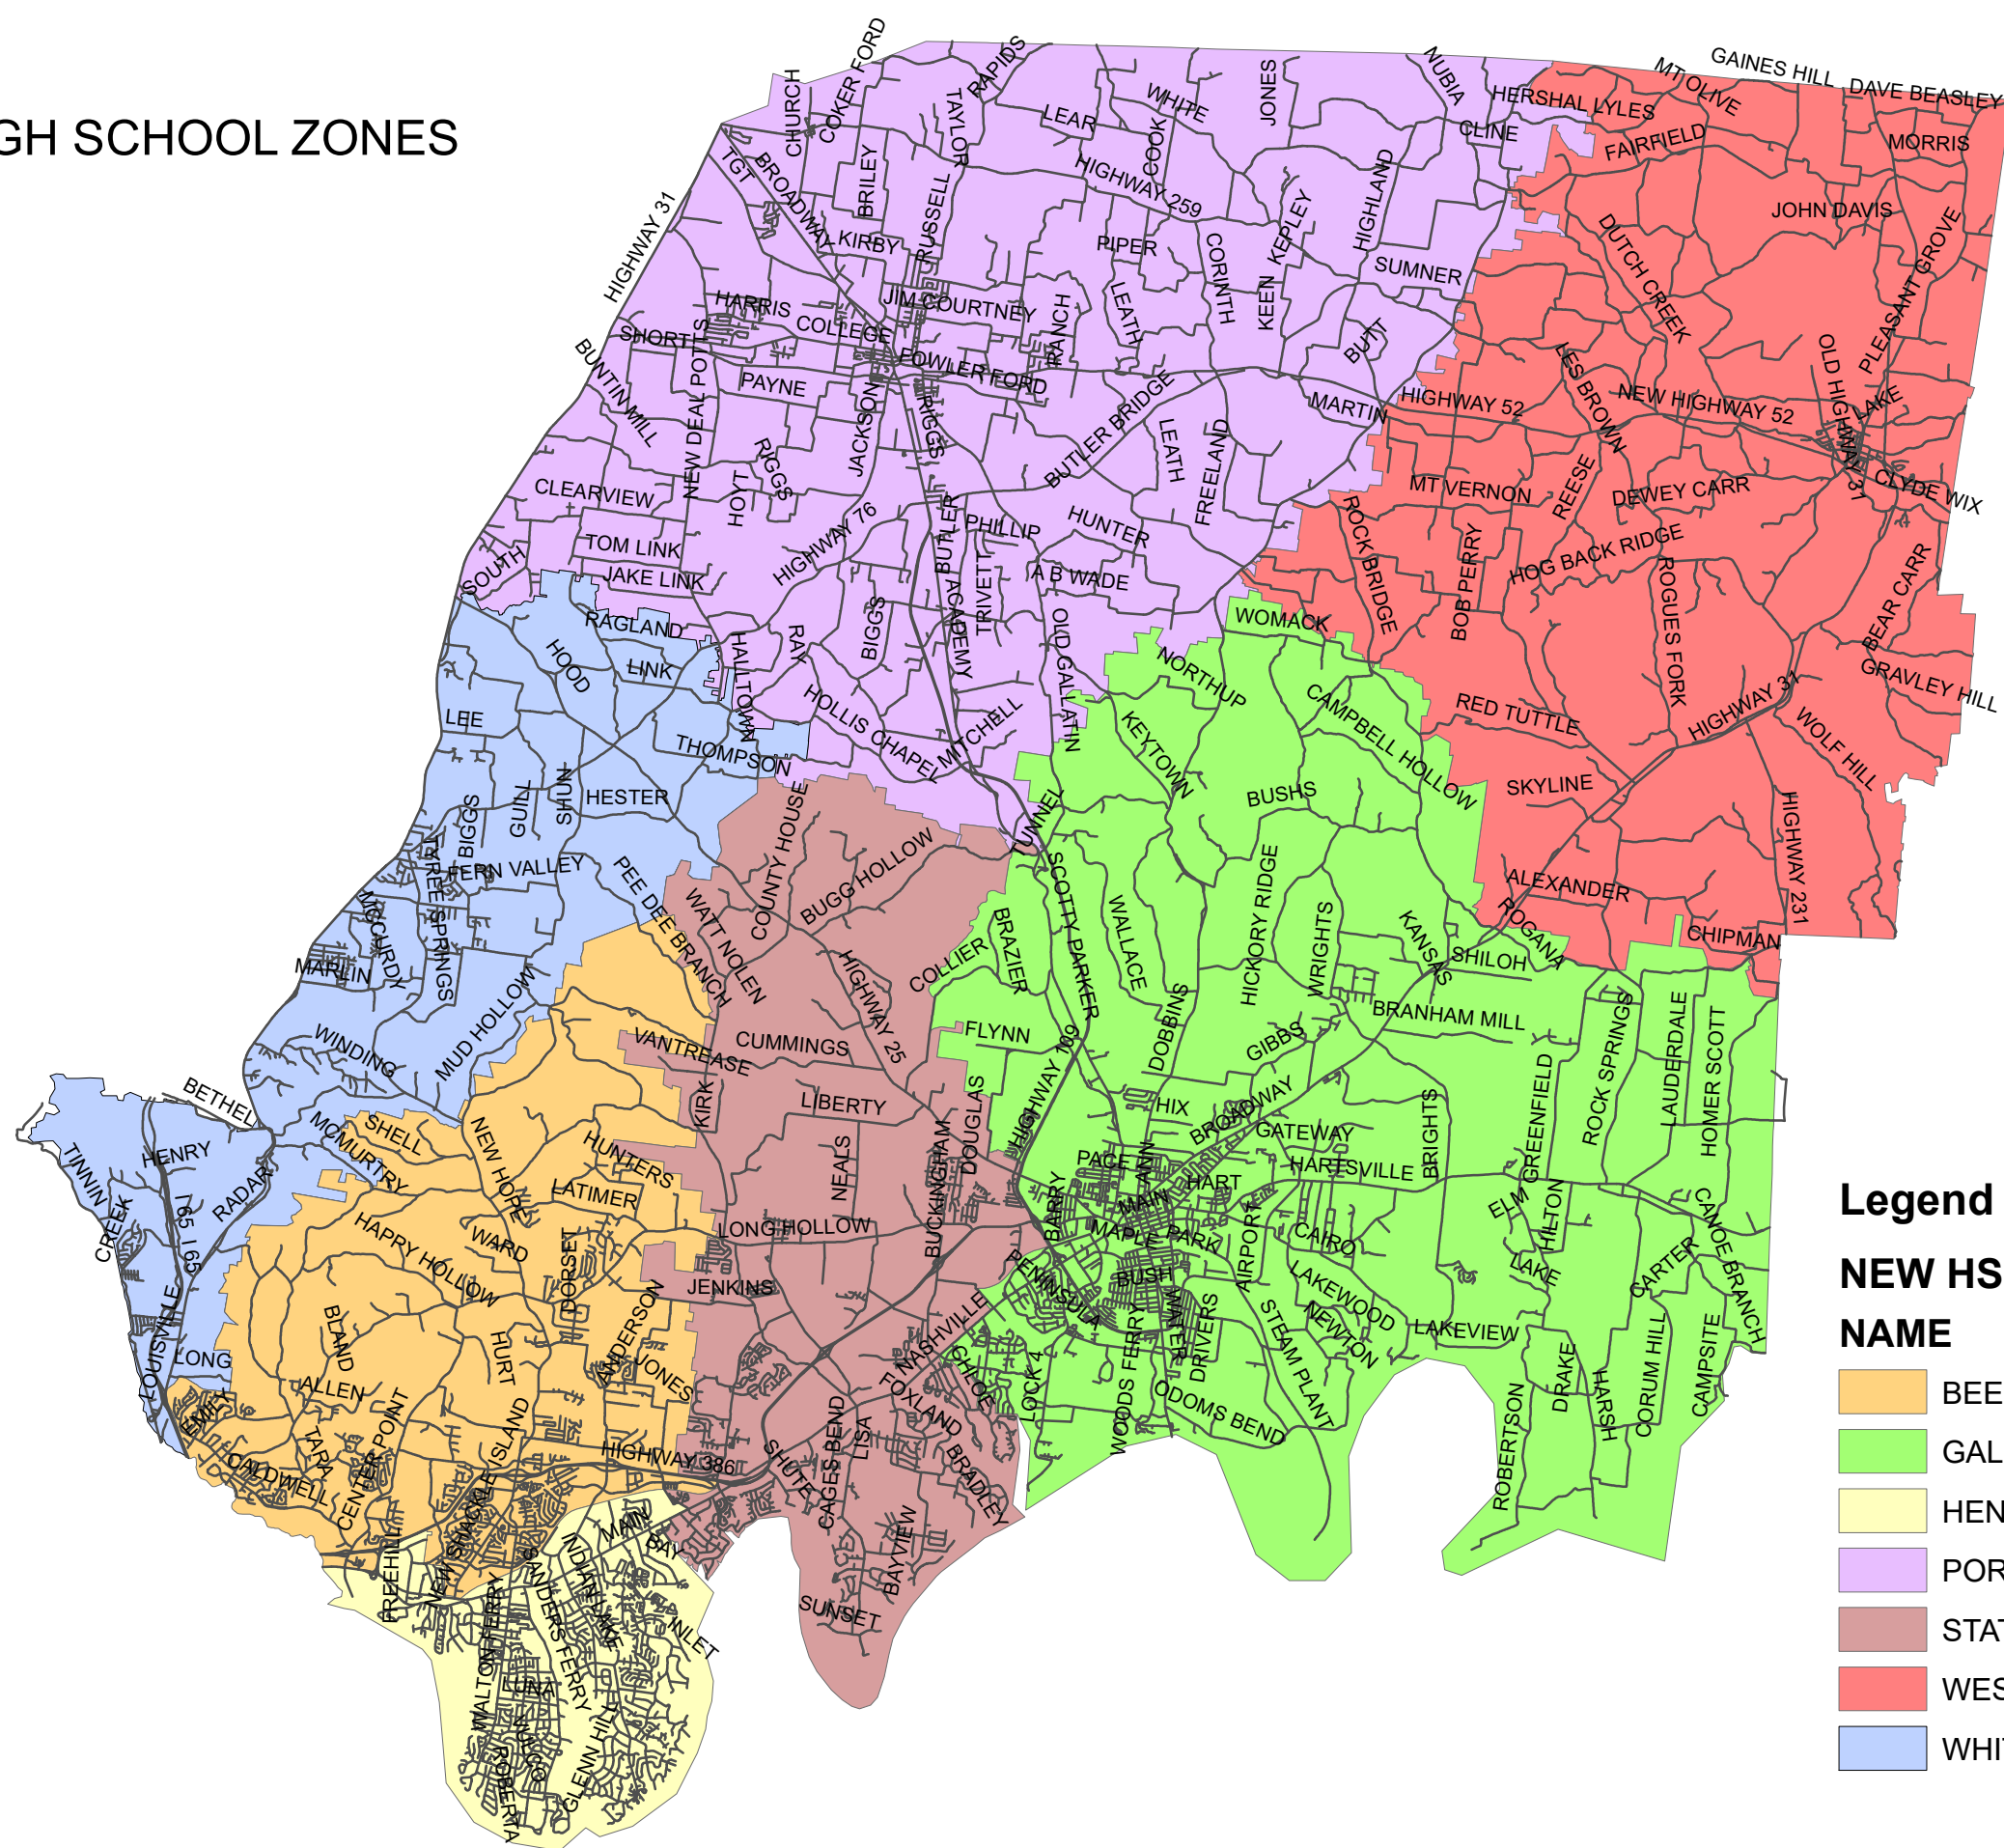 GH SCHOOL ZONES
GAINES HILL
MT OLIVE
DAVE BEASLEY
COKER FORD
CHURCH
RAPIDS
TAYLOR
LEAR
WHITE
COOK
JONES
NUBIA
HERSHAL LYLES
CLINE
FAIRFIELD
MORRIS
TGT
BROADWAY
BRILEY
RUSSELL
HIGHWAY 259
HIGHLAND
JOHN DAVIS
HIGHWAY 31
KIRBY
PIPER
CORINTH
KEPLEY
KEEN
SUMNER
DUTCH CREEK
PLEASANT GROVE
HARRIS
COLLEGE
JIM COURTNEY
RANCH
LEATH
BUTT
SHORT
BUNTIN MILL
NEW DEAL POTTS
PAYNE
FOWLER FORD
JACKSON
RIGGS
BUTLER BRIDGE
MARTIN
HIGHWAY 52
LES BROWN
NEW HIGHWAY 52
OLD HIGHWAY 31
LAKE
RIGGS
LEATH
FREELAND
CLEARVIEW
HOYT
MT VERNON
REESE
DEWEY CARR
CLYDE WIX
HIGHWAY 76
BUTLER
PHILLIP
HUNTER
ROCK BRIDGE
BOB PERRY
HOG BACK RIDGE
TOM LINK
SOUTH
JAKE LINK
A B WADE
TRIVETT
ACADEMY
ROGUES FORK
BEAR CARR
RAGLAND
HALLTOWN
RAY
BIGGS
OLD GALLATIN
WOMACK
HOOD
LINK
NORTHUP
GRAVLEY HILL
LEE
HOLLIS CHAPEL
MITCHELL
CAMPBELL HOLLOW
RED TUTTLE
HIGHWAY 31
WOLF HILL
THOMPSON
KEYTOWN
SKYLINE
HESTER
SHUN
GUILL
BIGGS
COUNTY HOUSE
TUNNEL
BUSHS
HIGHWAY 231
TYREE SPRINGS
FERN VALLEY
PEE DEE BRANCH
BUGG HOLLOW
SCOTTY PARKER
HICKORY RIDGE
ALEXANDER
MCCURDY
WATT NOLEN
BRAZIER
WALLACE
WRIGHTS
KANSAS
ROGANA
CHIPMAN
MARLIN
COLLIER
HIGHWAY 25
SHILOH
MUD HOLLOW
WINDING
VANTREASE
CUMMINGS
FLYNN
HIGHWAY 109
DOBBINS
GIBBS
BRANHAM MILL
ROCK SPRINGS
LAUDERDALE
HOMER SCOTT
BETHEL
KIRK
LIBERTY
DOUGLAS
HIX
BROADWAY
BRIGHTS
GREENFIELD
MCMURTRY
SHELL
NEW HOPE
HUNTERS
NEALS
BUCKINGHAM
GATEWAY
TINNIN
HENRY
PACE
ANN
HARTSVILLE
CREEK
I 65
I 65
RADAR
LATIMER
BARRY
MAIN
HART
ELM
HILTON
HAPPY HOLLOW
WARD
DORSET
LONG HOLLOW
MAPLE
PARK
AIRPORT
CAIRO
CANOE BRANCH
JENKINS
PENINSULA
BUSH
LAKEWOOD
LAKE
CARTER
LOUISVILLE
BLAND
HURT
ANDERSON
NASHVILLE
WATER
DRIVERS
STEAM PLANT
NEWTON
LAKEVIEW
LONG
ALLEN
JONES
CHLOE
LOCK 4
WOODS FERRY
DRAKE
HARSH
CORUM HILL
CAMPSITE
EMILY
CENTER POINT
FOXLAND
ODOMS BEND
TARA
NEW SHACKLE ISLAND
HIGHWAY 386
SHUTE
CAGES BEND
LISA
BRADLEY
ROBERTSON
CALDWELL
FREEHILL
SANDERS FERRY
INDIAN LAKE
MAIN
BAY
BAYVIEW
WALTON FERRY
INLET
SUNSET
LUNA
GLENN HILL
ROBERTA
Legend
NEW HS
NAME
BEE
GAL
HEN
POR
STAT
WES
WHIT